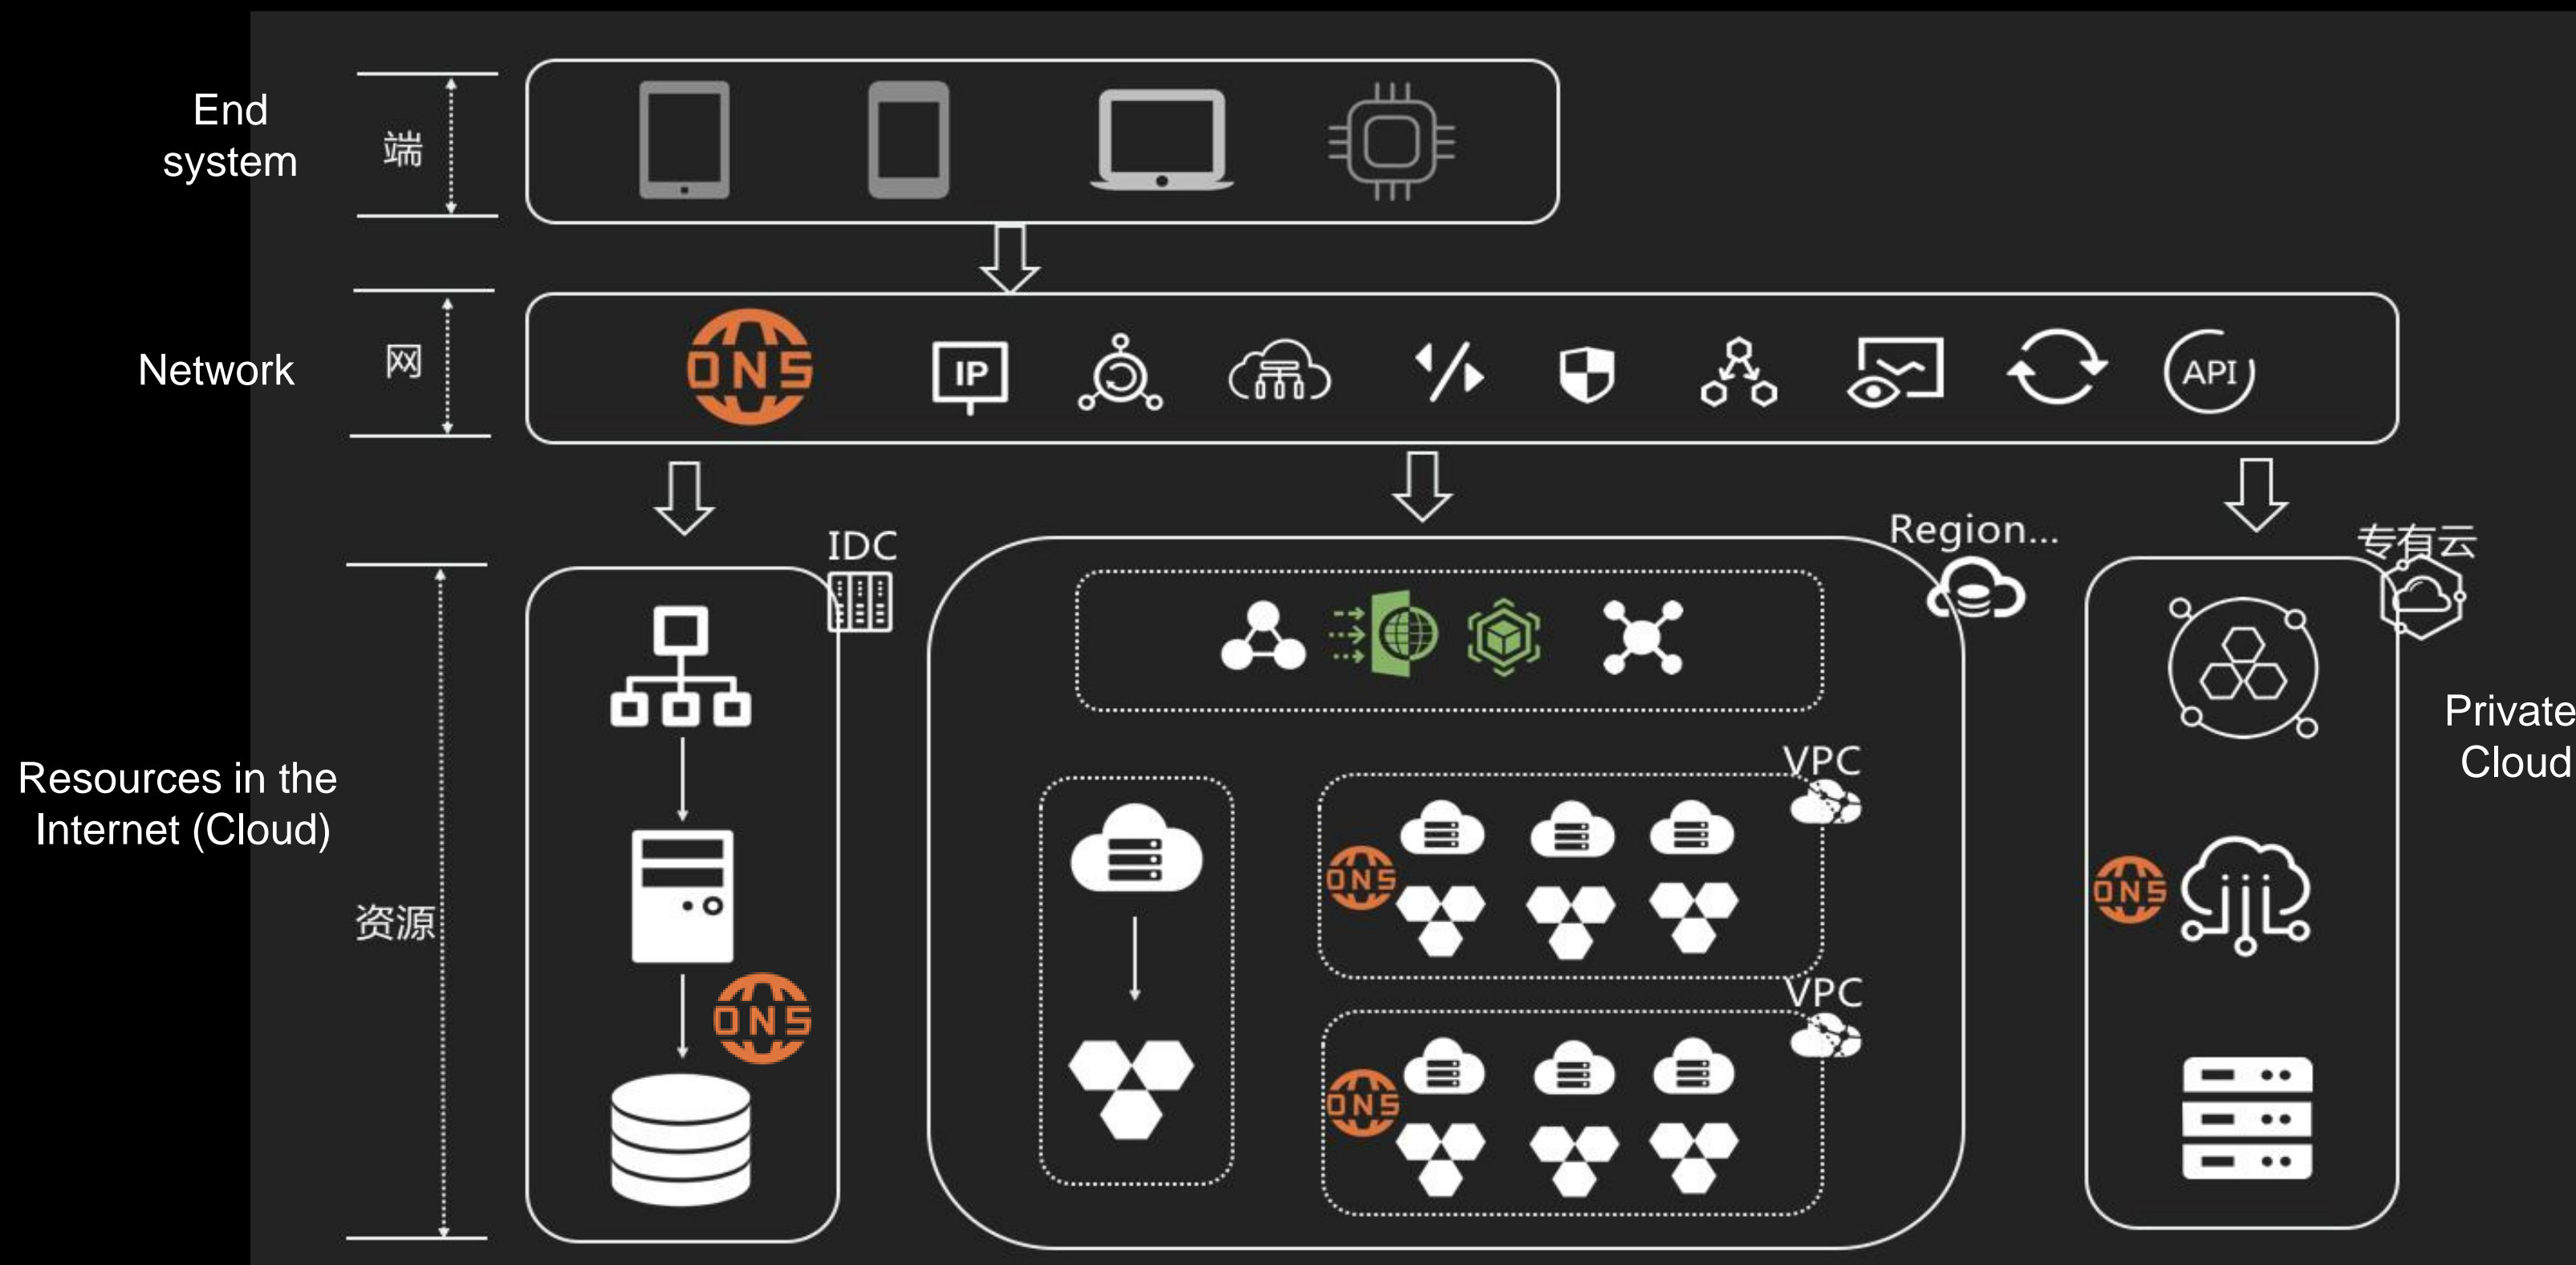 End
system
端
Network
网
DNS
IP
API
IDC
Region...
专有云
Private
Cloud
Resources in the
Internet (Cloud)
资源
VPC
DNS
DNS
VPC
DNS
DNS